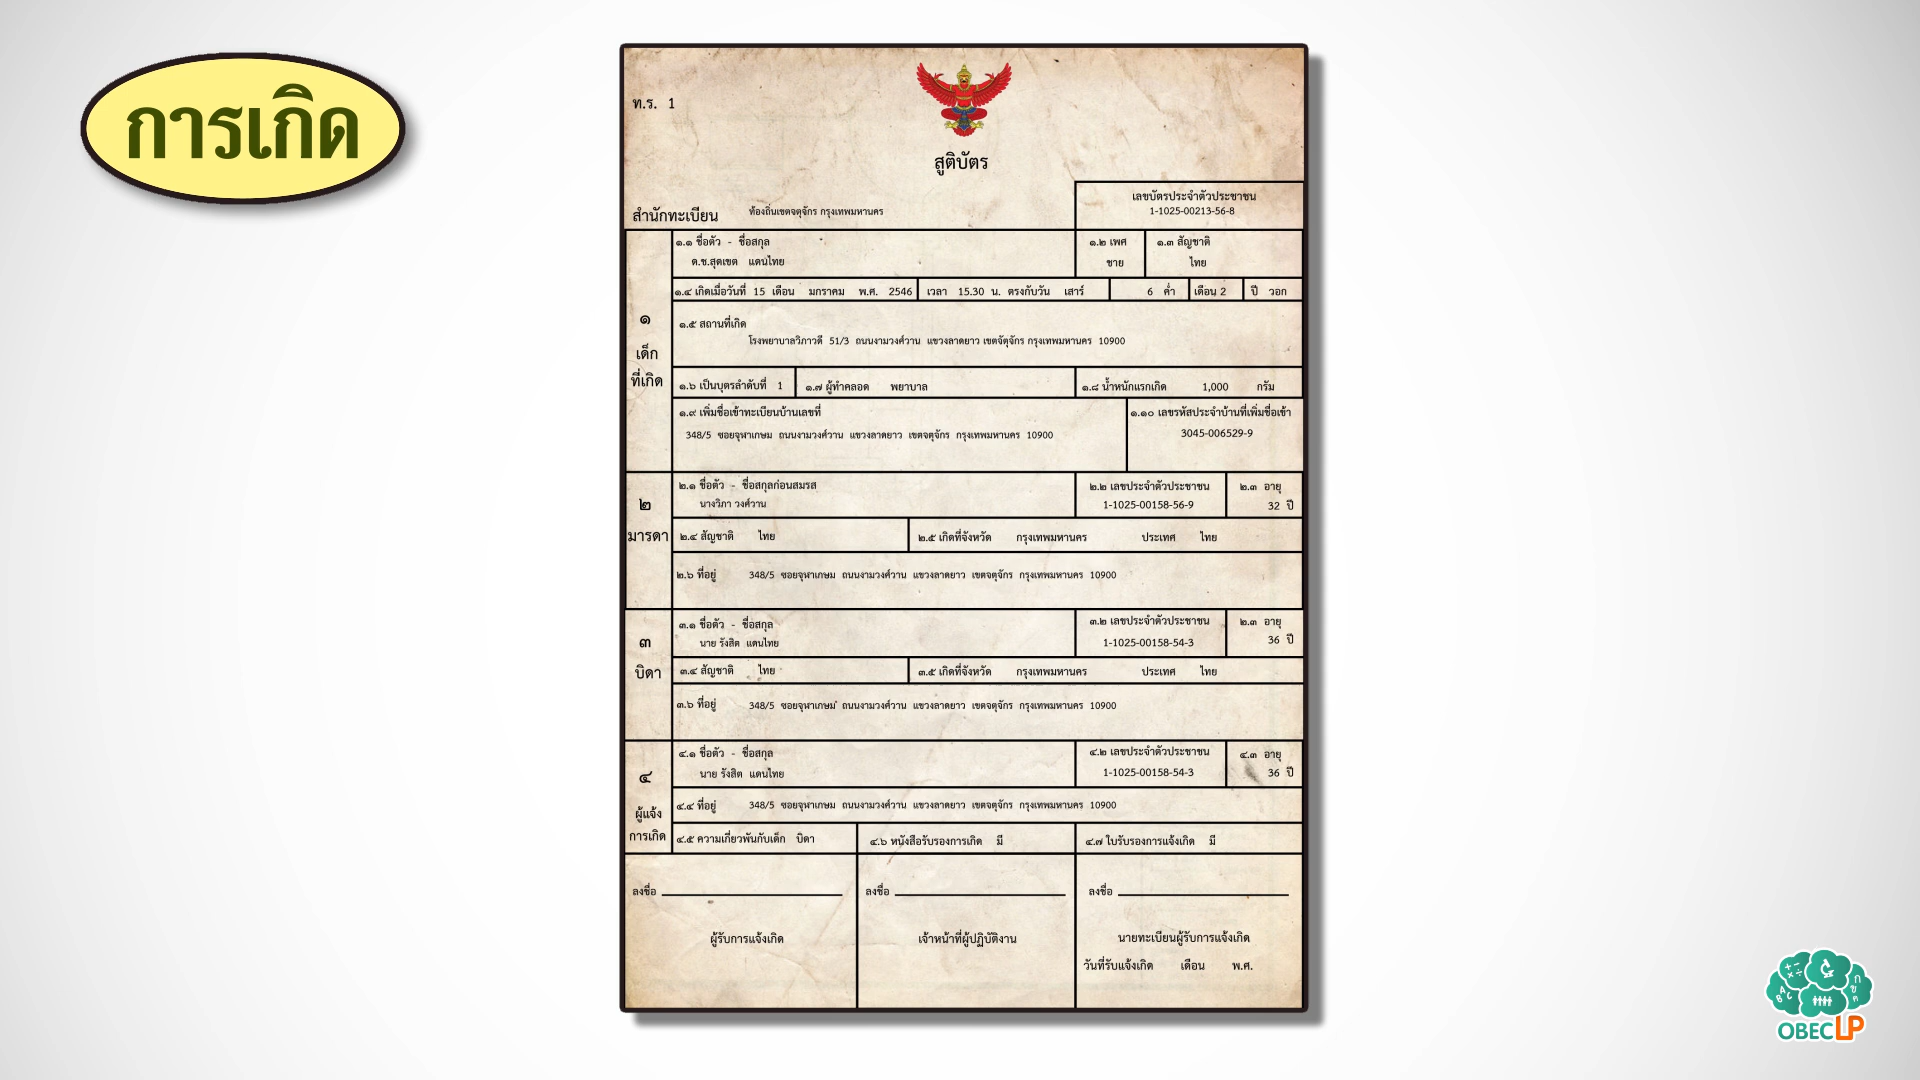 การเกิด
ท.ร. 1
สูติบัตร
เลขบัตรประจำตัวประชาชน
1-1025-00213-56-8
สำนักทะเบียน ท้องถิ่นเขตจตุจักร กรุงเทพมหานคร
๑
เด็ก
ที่เกิด
๑.๑ ชื่อตัว - ชื่อสกุล
ด.ช.สุดเขต แดนไทย
๑.๒ เพศ
ชาย
๑.๓ สัญชาติ
ไทย
๑.๔ เกิดเมื่อวันที่ 15 เดือน มกราคม พ.ศ. 2546 เวลา 15.30 น. ตรงกับวัน เสาร์ 6 ค่ำ เดือน 2 ปี วอก
๑.๕ สถานที่เกิด
โรงพยาบาลวิภาวดี 51/3 ถนนงามวงศ์วาน แขวงลาดยาว เขตจัตุจักร กรุงเทพมหานคร 10900
๑.๖ เป็นบุตรลำดับที่ 1 ๑.๗ ผู้ทำคลอด พยาบาล ๑.๘ น้ำหนักแรกเกิด 1,000 กรัม
๑.๙ เพิ่มชื่อเข้าทะเบียนบ้านเลขที่
348/5 ซอยจุฬาเกษม ถนนงามวงศ์วาน แขวงลาดยาว เขตจตุจักร กรุงเทพมหานคร 10900
๑.๑๐ เลขรหัสประจำบ้านที่เพิ่มชื่อเข้า
3045-006529-9
๒
มารดา
๒.๑ ชื่อตัว - ชื่อสกุลก่อนสมรส
นางวิภา วงศ์วาน
๒.๒ เลขประจำตัวประชาชน
1-1025-00158-56-9
๒.๓ อายุ
32 ปี
๒.๔ สัญชาติ ไทย ๒.๕ เกิดที่จังหวัด กรุงเทพมหานคร ประเทศ ไทย
๒.๖ ที่อยู่ 348/5 ซอยจุฬาเกษม ถนนงามวงศ์วาน แขวงลาดยาว เขตจตุจักร กรุงเทพมหานคร 10900
๓
บิดา
๓.๑ ชื่อตัว - ชื่อสกุล
นาย รังสิต แดนไทย
๓.๒ เลขประจำตัวประชาชน
1-1025-00158-54-3
๒.๓ อายุ
36 ปี
๓.๔ สัญชาติ ไทย ๓.๕ เกิดที่จังหวัด กรุงเทพมหานคร ประเทศ ไทย
๓.๖ ที่อยู่ 348/5 ซอยจุฬาเกษม ถนนงามวงศ์วาน แขวงลาดยาว เขตจตุจักร กรุงเทพมหานคร 10900
๔
ผู้แจ้ง
การเกิด
๔.๑ ชื่อตัว - ชื่อสกุล
นาย รังสิต แดนไทย
๔.๒ เลขประจำตัวประชาชน
1-1025-00158-54-3
๔.๓ อายุ
36 ปี
๔.๔ ที่อยู่ 348/5 ซอยจุฬาเกษม ถนนงามวงศ์วาน แขวงลาดยาว เขตจตุจักร กรุงเทพมหานคร 10900
๔.๕ ความเกี่ยวพันกับเด็ก บิดา ๔.๖ หนังสือรับรองการเกิด มี ๔.๗ ใบรับรองการแจ้งเกิด มี
ลงชื่อ ลงชื่อ ลงชื่อ
ผู้รับการแจ้งเกิด เจ้าหน้าที่ผู้ปฏิบัติงาน นายทะเบียนผู้รับการแจ้งเกิด
วันที่รับแจ้งเกิด เดือน พ.ศ.
OBECLP